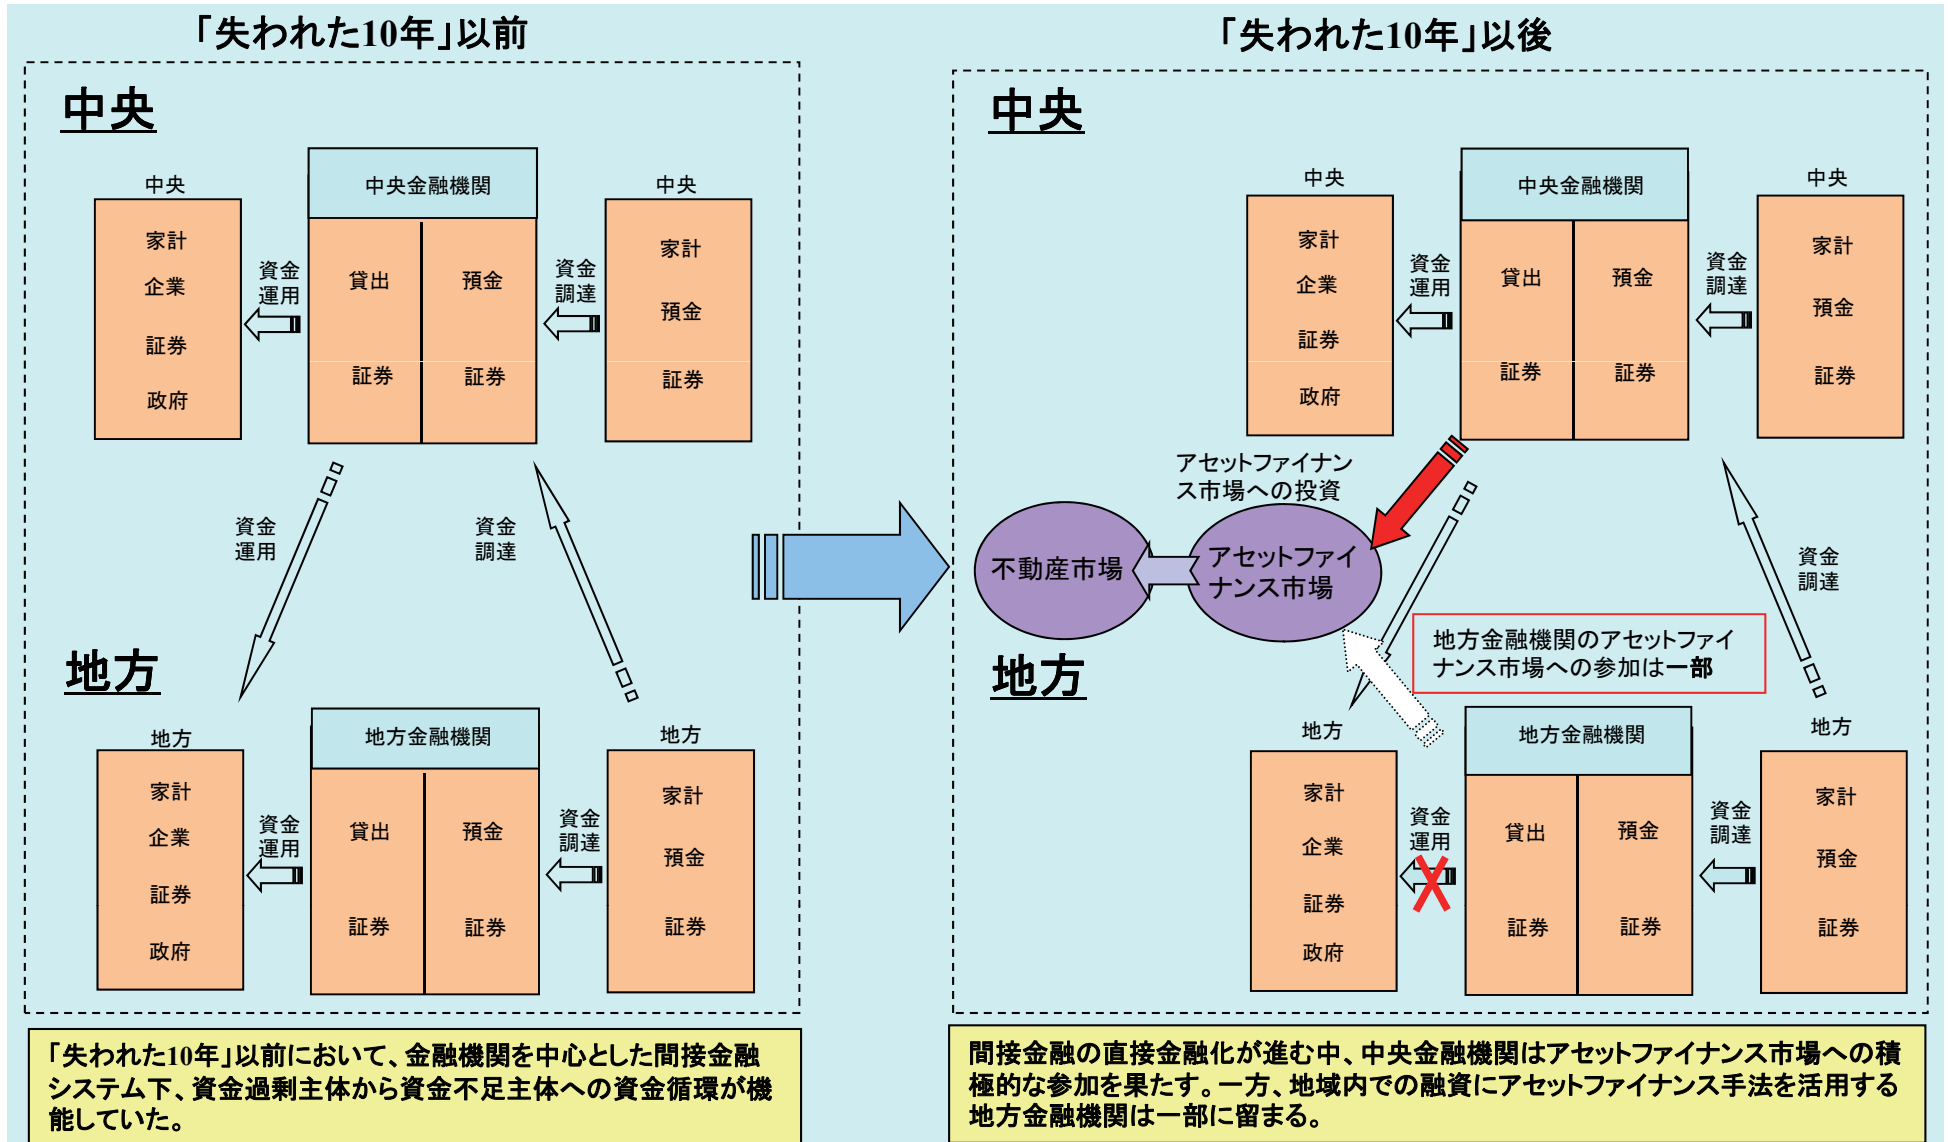 「失われた10年」以前
中央
中央
家計
企業
証券
政府
資金
運用
中央金融機関
貸出
預金
証券
証券
資金
調達
中央
家計
預金
証券
資金
運用
資金
調達
地方
地方
家計
企業
証券
政府
資金
運用
地方金融機関
貸出
預金
証券
証券
資金
調達
地方
家計
預金
証券
「失われた10年」以前において、金融機関を中心とした間接金融
システム下、資金過剰主体から資金不足主体への資金循環が機
能していた。
「失われた10年」以後
中央
中央
家計
企業
証券
政府
資金
運用
中央金融機関
貸出
預金
証券
証券
資金
調達
中央
家計
預金
証券
アセットファイナン
ス市場への投資
不動産市場
アセットファイ
ナンス市場
資金
調達
地方金融機関のアセットファイ
ナンス市場への参加は一部
地方
地方
家計
企業
証券
政府
資金
運用
地方金融機関
貸出
預金
証券
証券
資金
調達
地方
家計
預金
証券
間接金融の直接金融化が進む中、中央金融機関はアセットファイナンス市場への積
極的な参加を果たす。一方、地域内での融資にアセットファイナンス手法を活用する
地方金融機関は一部に留まる。